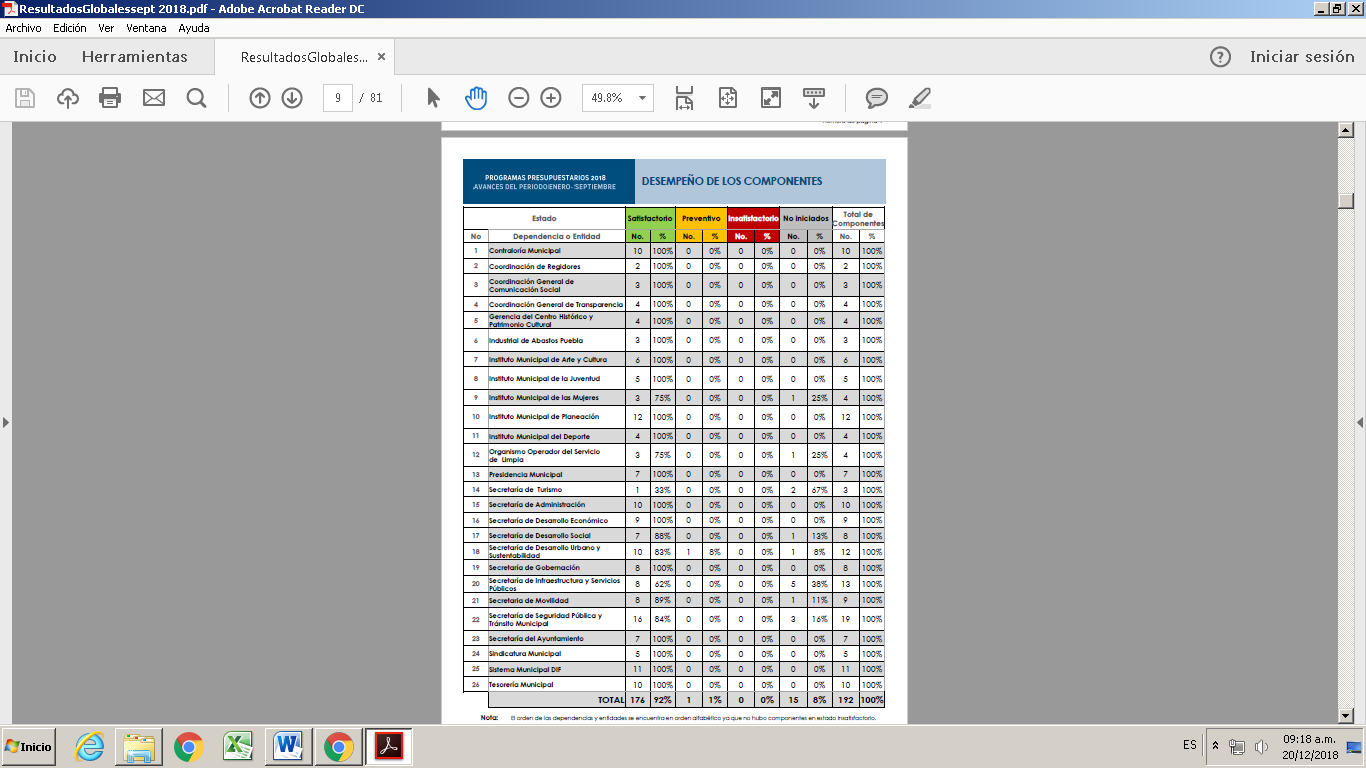 ResultadosGlobalessept 2018.pdf - Adobe Acrobat Reader DC
Archivo Edición Ver Ventana Ayuda
Inicio Herramientas ResultadosGlobales... × ? Iniciar sesión
9 / 81 49.8%
PROGRAMAS PRESUPUESTARIOS 2018
AVANCES DEL PERIODOENERO- SEPTIEMBRE
DESEMPEÑO DE LOS COMPONENTES
Estado Satisfactorio Preventivo Insatisfactorio No iniciados Total de Componentes
No Dependencia o Entidad No. % No. % No. % No. % No. %
1 Contraloría Municipal 10 100% 0 0% 0 0% 0 0% 10 100%
2 Coordinación de Regidores 2 100% 0 0% 0 0% 0 0% 2 100%
3 Coordinación General de Comunicación Social 3 100% 0 0% 0 0% 0 0% 3 100%
4 Coordinación General de Transparencia 4 100% 0 0% 0 0% 0 0% 4 100%
5 Gerencia del Centro Histórico y Patrimonio Cultural 4 100% 0 0% 0 0% 0 0% 4 100%
6 Industrial de Abastos Puebla 3 100% 0 0% 0 0% 0 0% 3 100%
7 Instituto Municipal de Arte y Cultura 6 100% 0 0% 0 0% 0 0% 6 100%
8 Instituto Municipal de la Juventud 5 100% 0 0% 0 0% 0 0% 5 100%
9 Instituto Municipal de las Mujeres 3 75% 0 0% 0 0% 1 25% 4 100%
10 Instituto Municipal de Planeación 12 100% 0 0% 0 0% 0 0% 12 100%
11 Instituto Municipal del Deporte 4 100% 0 0% 0 0% 0 0% 4 100%
12 Organismo Operador del Servicio de Limpia 3 75% 0 0% 0 0% 1 25% 4 100%
13 Presidencia Municipal 7 100% 0 0% 0 0% 0 0% 7 100%
14 Secretaría de Turismo 1 33% 0 0% 0 0% 2 67% 3 100%
15 Secretaría de Administración 10 100% 0 0% 0 0% 0 0% 10 100%
16 Secretaría de Desarrollo Económico 9 100% 0 0% 0 0% 0 0% 9 100%
17 Secretaría de Desarrollo Social 7 88% 0 0% 0 0% 1 13% 8 100%
18 Secretaría de Desarrollo Urbano y Sustentabilidad 10 83% 1 8% 0 0% 1 8% 12 100%
19 Secretaría de Gobernación 8 100% 0 0% 0 0% 0 0% 8 100%
20 Secretaría de Infraestructura y Servicios Públicos 8 62% 0 0% 0 0% 5 38% 13 100%
21 Secretaría de Movilidad 8 89% 0 0% 0 0% 1 11% 9 100%
22 Secretaría de Seguridad Pública y Tránsito Municipal 16 84% 0 0% 0 0% 3 16% 19 100%
23 Secretaría del Ayuntamiento 7 100% 0 0% 0 0% 0 0% 7 100%
24 Sindicatura Municipal 5 100% 0 0% 0 0% 0 0% 5 100%
25 Sistema Municipal DIF 11 100% 0 0% 0 0% 0 0% 11 100%
26 Tesorería Municipal 10 100% 0 0% 0 0% 0 0% 10 100%
TOTAL 176 92% 1 1% 0 0% 15 8% 192 100%
Nota: El orden de las dependencias y entidades se encuentra en orden alfabético ya que no hubo componentes en estado Insatisfactorio.
Inicio ES 09:18 a.m.
20/12/2018